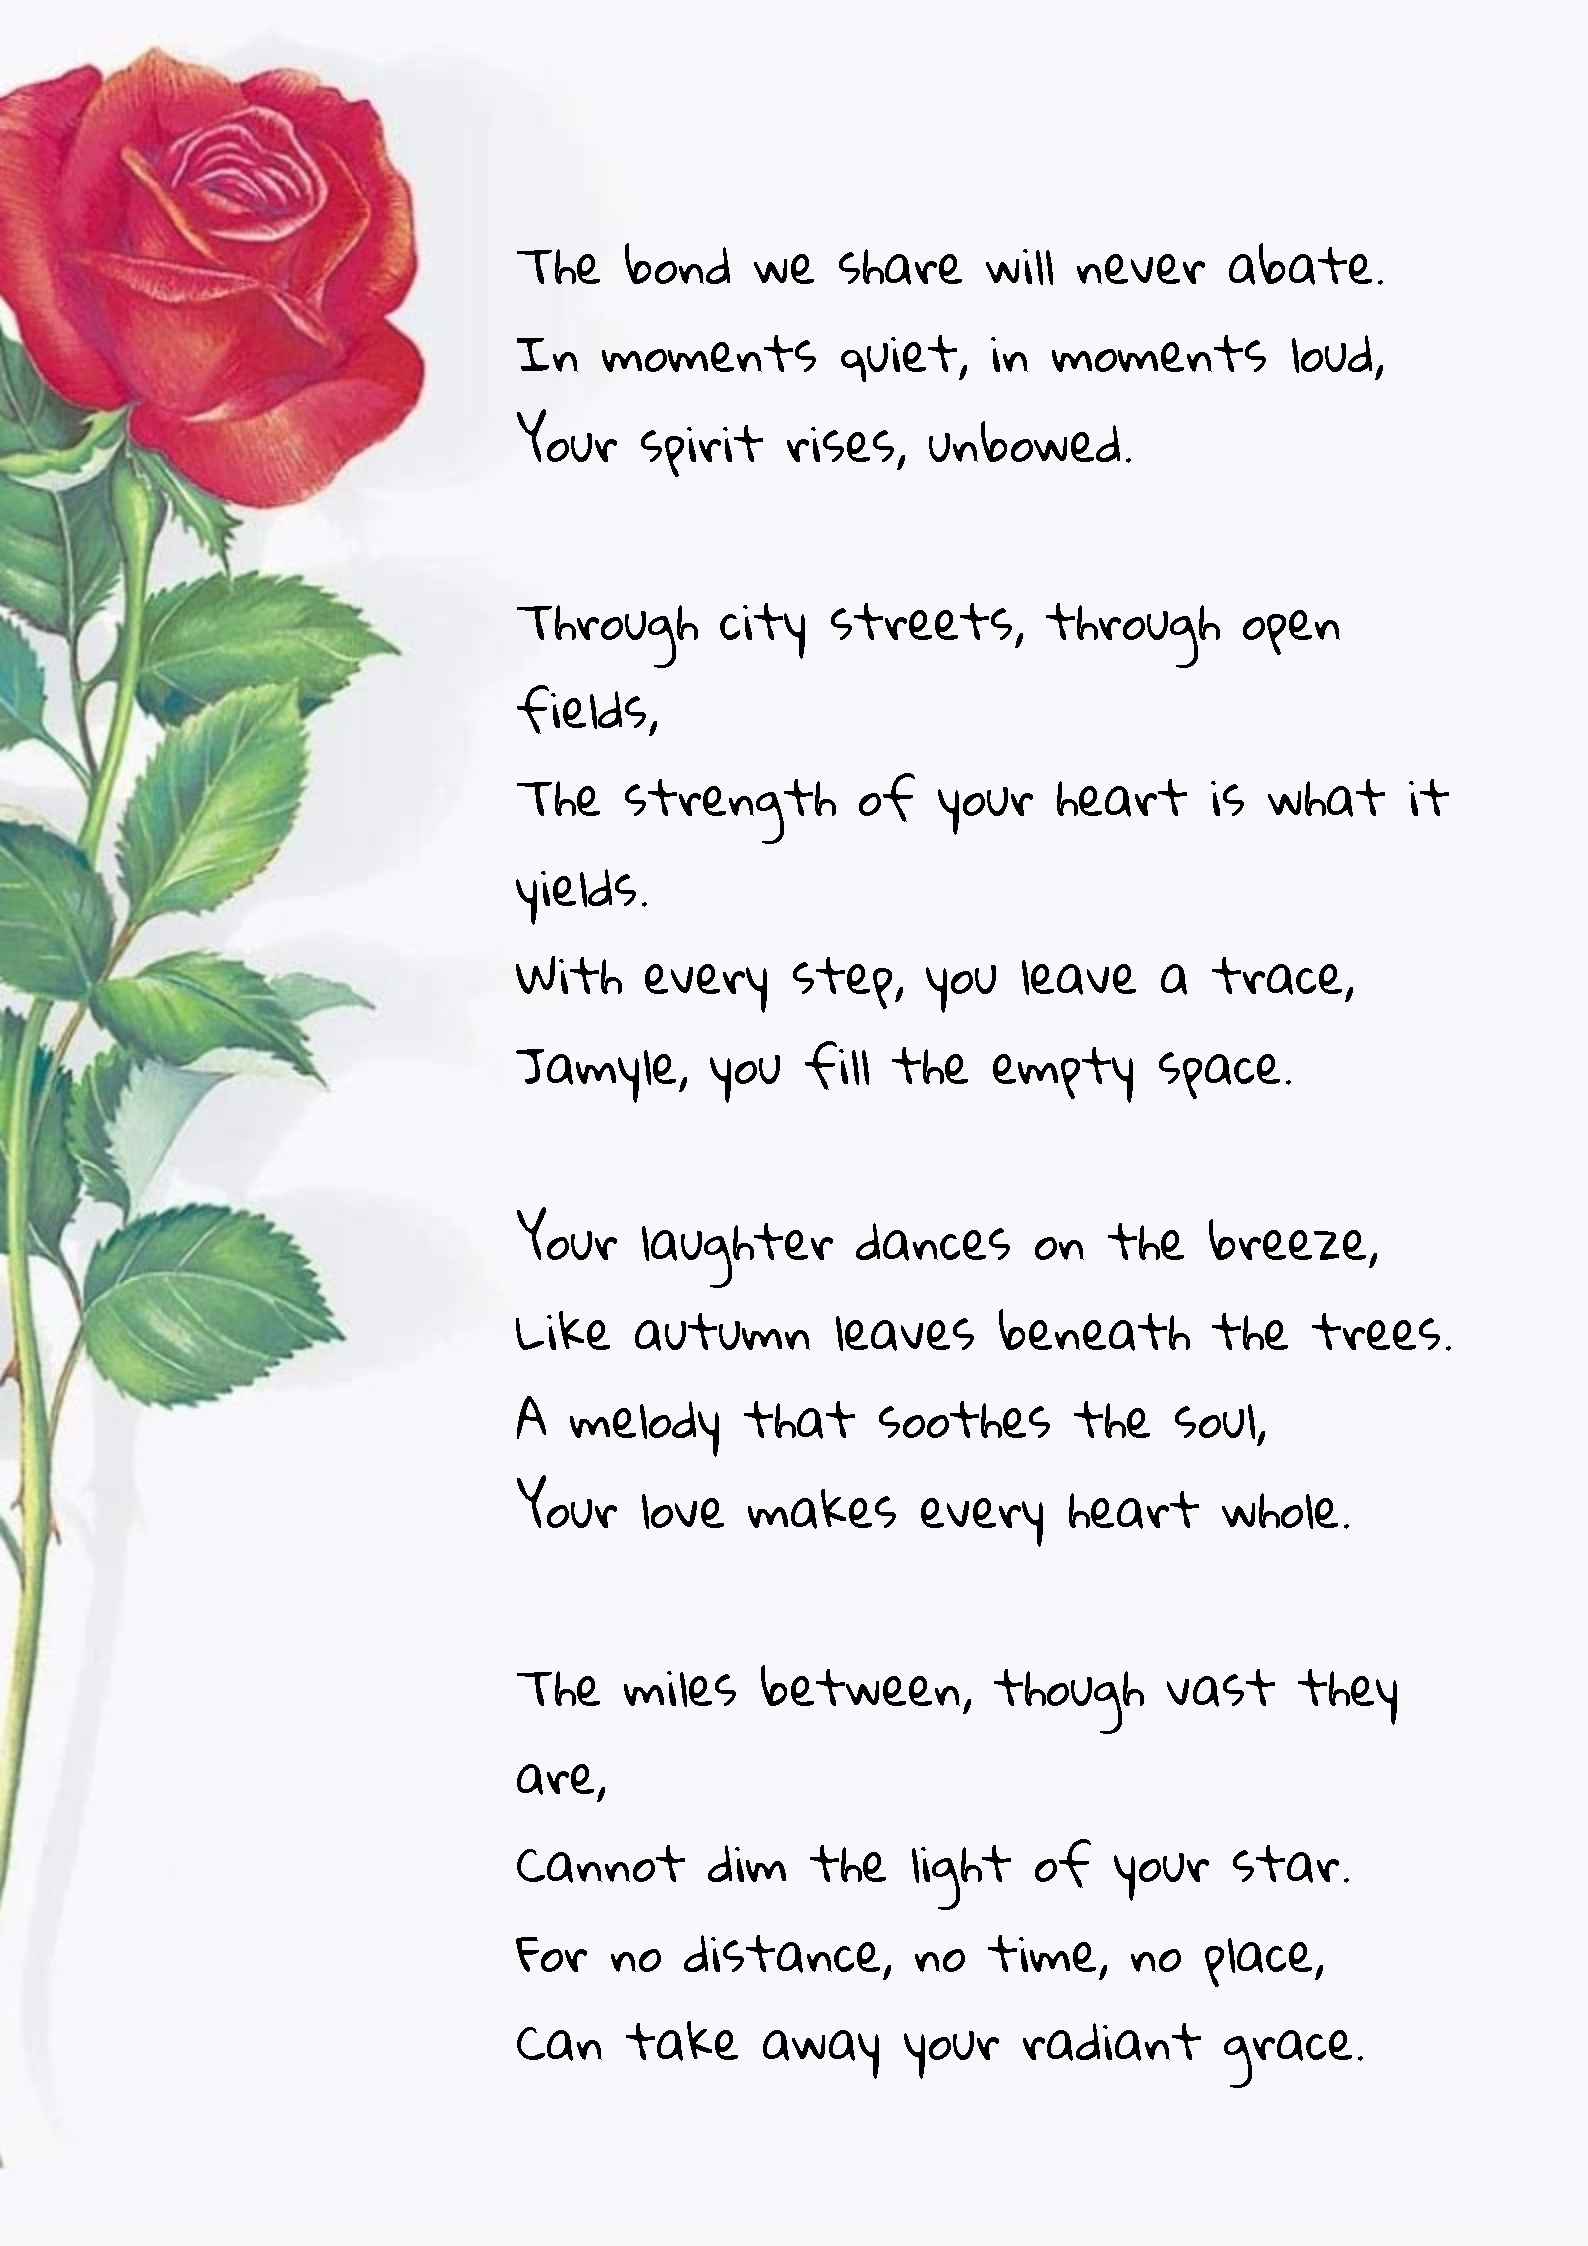 The bond we share will never abate.
In moments quiet, in moments loud,
Your spirit rises, unbowed.
Through city streets, through open
fields,
The strength of your heart is what it
yields.
With every step, you leave a trace,
Jamyle, you fill the empty space.
Your laughter dances on the breeze,
Like autumn leaves beneath the trees.
A melody that soothes the soul,
Your love makes every heart whole.
The miles between, though vast they
are,
Cannot dim the light of your star.
For no distance, no time, no place,
Can take away your radiant grace.